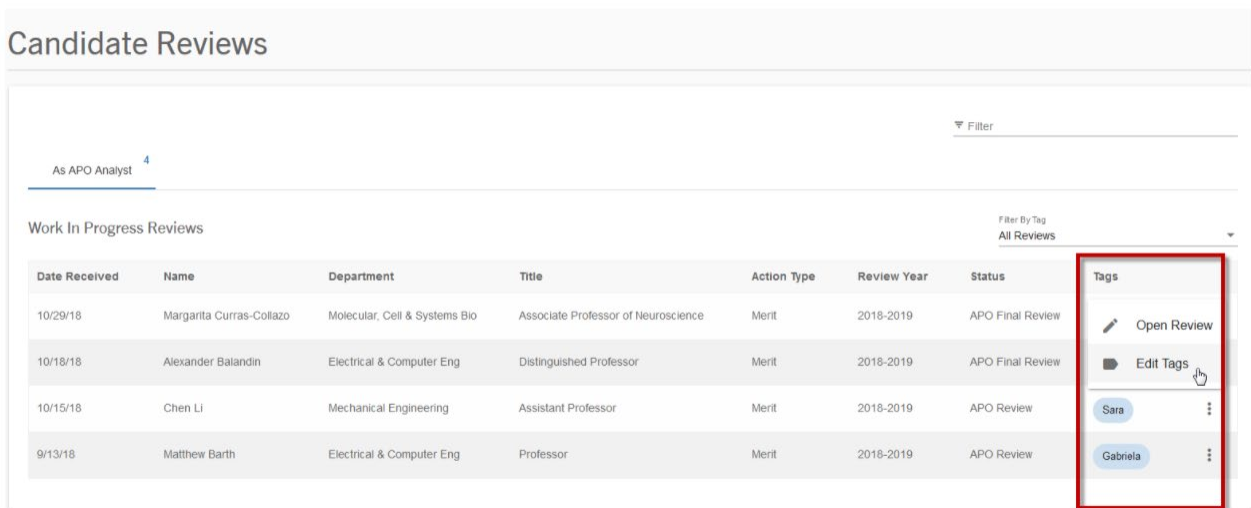 Candidate Reviews
Filter
As APO Analyst 4
Work In Progress Reviews
Filter By Tag
All Reviews
Date Received Name Department Title Action Type Review Year Status Tags
10/29/18 Margarita Curras-Collazo Molecular, Cell & Systems Bio Associate Professor of Neuroscience Merit 2018-2019 APO Final Review
Open Review
10/18/18 Alexander Balandin Electrical & Computer Eng Distinguished Professor Merit 2018-2019 APO Final Review Edit Tags
10/15/18 Chen Li Mechanical Engineering Assistant Professor Merit 2018-2019 APO Review Sara
9/13/18 Matthew Barth Electrical & Computer Eng Professor Merit 2018-2019 APO Review Gabriela